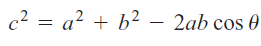 c² = a² + b² − 2ab cos θ